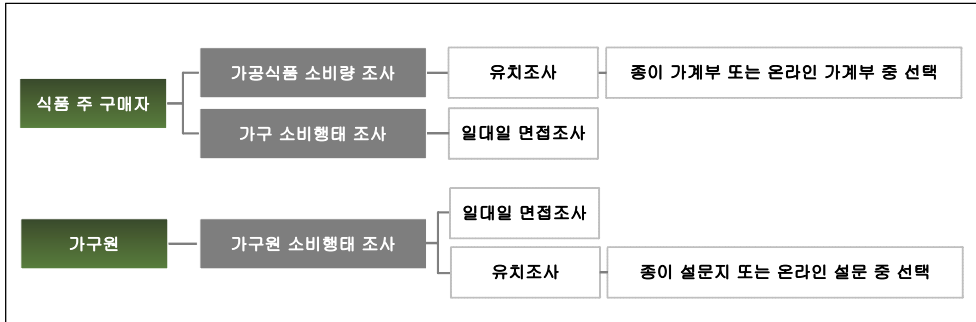 가공식품 소비량 조사
유치조사
종이 가계부 또는 온라인 가계부 중 선택
식품 주 구매자
가구 소비행태 조사
일대일 면접조사
일대일 면접조사
가구원
가구원 소비행태 조사
유치조사
종이 설문지 또는 온라인 설문 중 선택